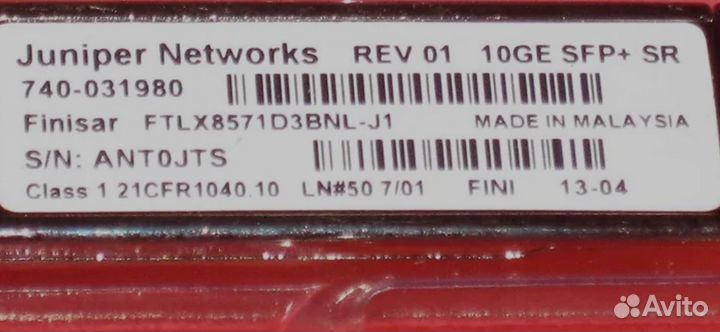 Juniper Networks REV 01 10GE SFP+ SR
740-031980
Finisar FTLX8571D3BNL-J1 MADE IN MALAYSIA
S/N: ANT0JTS
Class 1 21CFR1040.10 LN#50 7/01 FINI 13-04
Avito